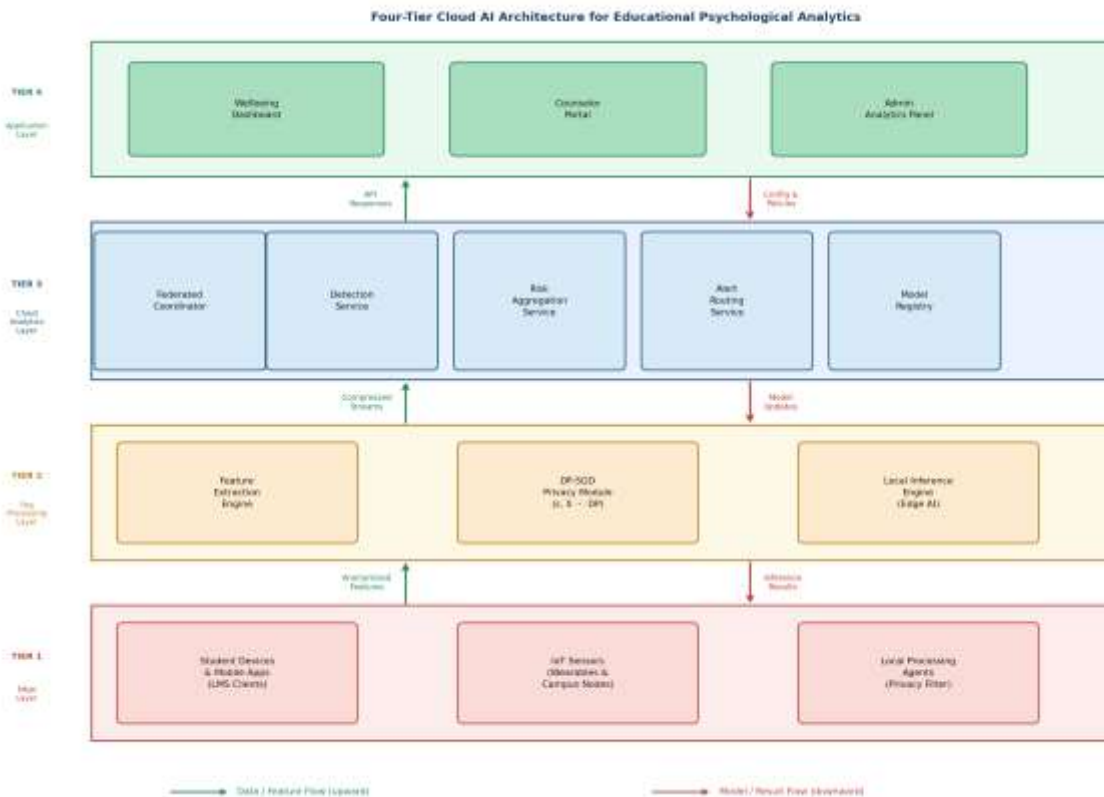 Four-Tier Cloud AI Architecture for Educational Psychological Analytics
TIER 4
Application
Layer
Wellbeing
Dashboard
Counselor
Portal
Admin
Analytics Panel
API
Responses
Config &
Policies
TIER 3
Cloud
Analytics
Layer
Federated
Coordinator
Detection
Service
Risk
Aggregation
Service
Alert
Routing
Service
Model
Registry
Compressed
Streams
Model
Updates
TIER 2
Fog
Processing
Layer
Feature
Extraction
Engine
DP-SGD
Privacy Module
Local Inference
Engine
(Edge AI)
Anonymized
Features
Inference
Results
TIER 1
Edge
Layer
Student Devices
& Mobile Apps
(LMS Clients)
IoT Sensors
(Wearables &
Campus Nodes)
Local Processing
Agents
(Privacy Filter)
Data / Feature Flow (upward)
Model / Result Flow (downward)